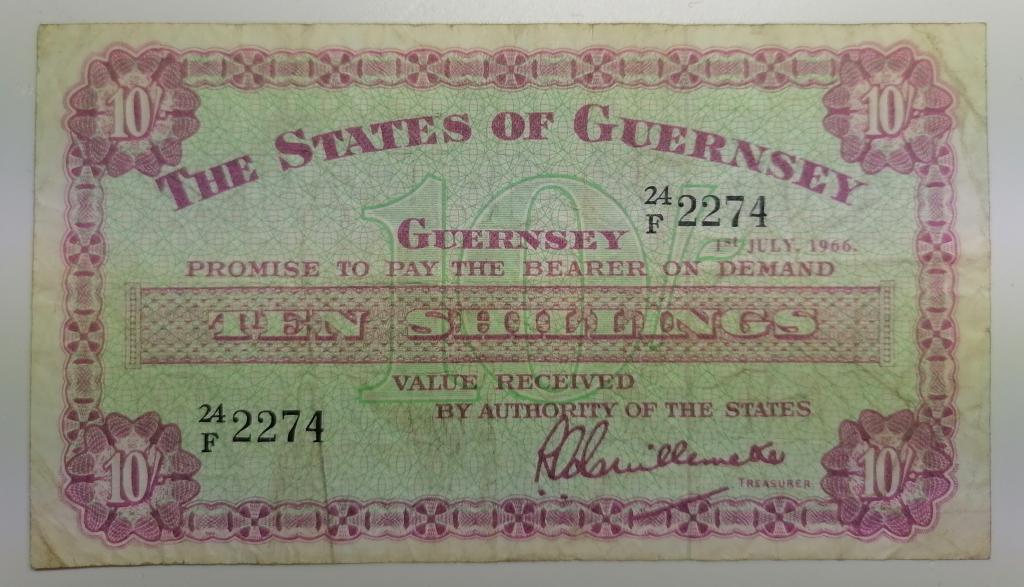 10/- 10/-
THE STATES OF GUERNSEY
10/-
24/F 2274
GUERNSEY
1st JULY, 1966.
PROMISE TO PAY THE BEARER ON DEMAND
TEN SHILLINGS
VALUE RECEIVED
BY AUTHORITY OF THE STATES
24/F 2274
TREASURER
10/- 10/-